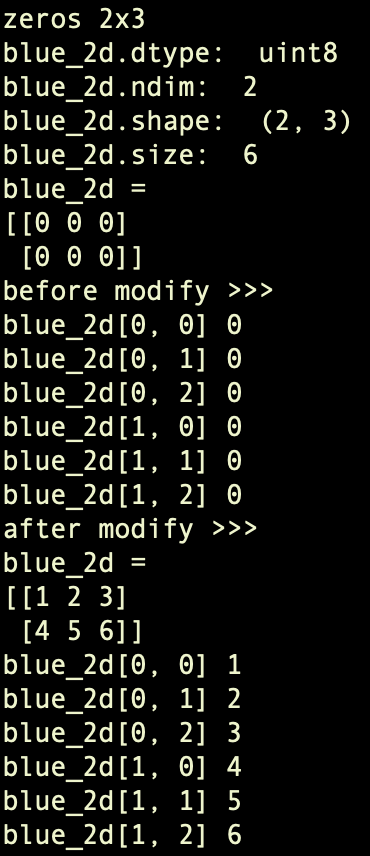 zeros 2x3
blue_2d.dtype:  uint8
blue_2d.ndim:  2
blue_2d.shape:  (2, 3)
blue_2d.size:  6
blue_2d =
[[0 0 0]
 [0 0 0]]
before modify >>>
blue_2d[0, 0] 0
blue_2d[0, 1] 0
blue_2d[0, 2] 0
blue_2d[1, 0] 0
blue_2d[1, 1] 0
blue_2d[1, 2] 0
after modify >>>
blue_2d =
[[1 2 3]
 [4 5 6]]
blue_2d[0, 0] 1
blue_2d[0, 1] 2
blue_2d[0, 2] 3
blue_2d[1, 0] 4
blue_2d[1, 1] 5
blue_2d[1, 2] 6